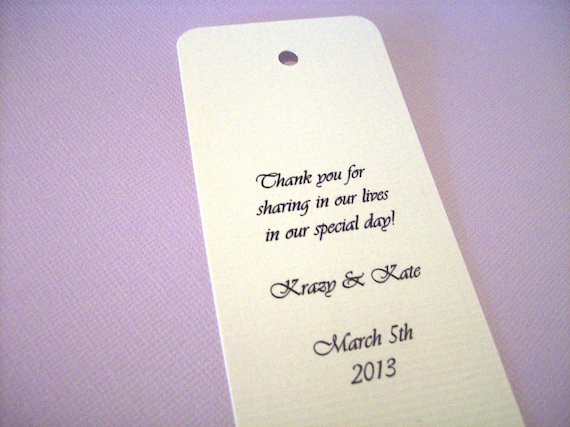 Thank you for
sharing in our lives
in our special day!
Krazy & Kate
March 5th
2013